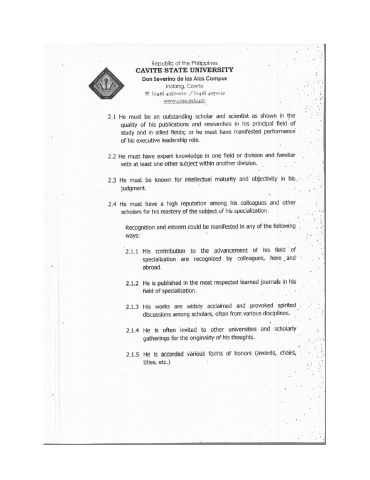 Republic of the Philippines
CAVITE STATE UNIVERSITY
Don Severino de las Alas Campus
Indang, Cavite
www.cvsu.edu.ph
2.1 He must be an outstanding scholar and scientist as shown in the
quality of his publications and researches in his principal field of
study and in allied fields; or he must have manifested performance
of his executive leadership role.
2.2 He must have expert knowledge in one field or division and familiar
with at least one other subject within another division.
2.3 He must be known for intellectual maturity and objectivity in his
judgment.
2.4 He must have a high reputation among his colleagues and other
scholars for his mastery of the subject of his specialization.
Recognition and esteem could be manifested in any of the following
ways:
2.1.1 His contribution to the advancement of his field of
specialization are recognized by colleagues, here and
abroad.
2.1.2 He is published in the most respected learned journals in his
field of specialization.
2.1.3 His works are widely acclaimed and provoked spirited
discussions among scholars, often from various disciplines.
2.1.4 He is often invited to other universities and scholarly
gatherings for the originality of his thoughts.
2.1.5 He is accorded various forms of honors (awards, chairs,
titles, etc.)